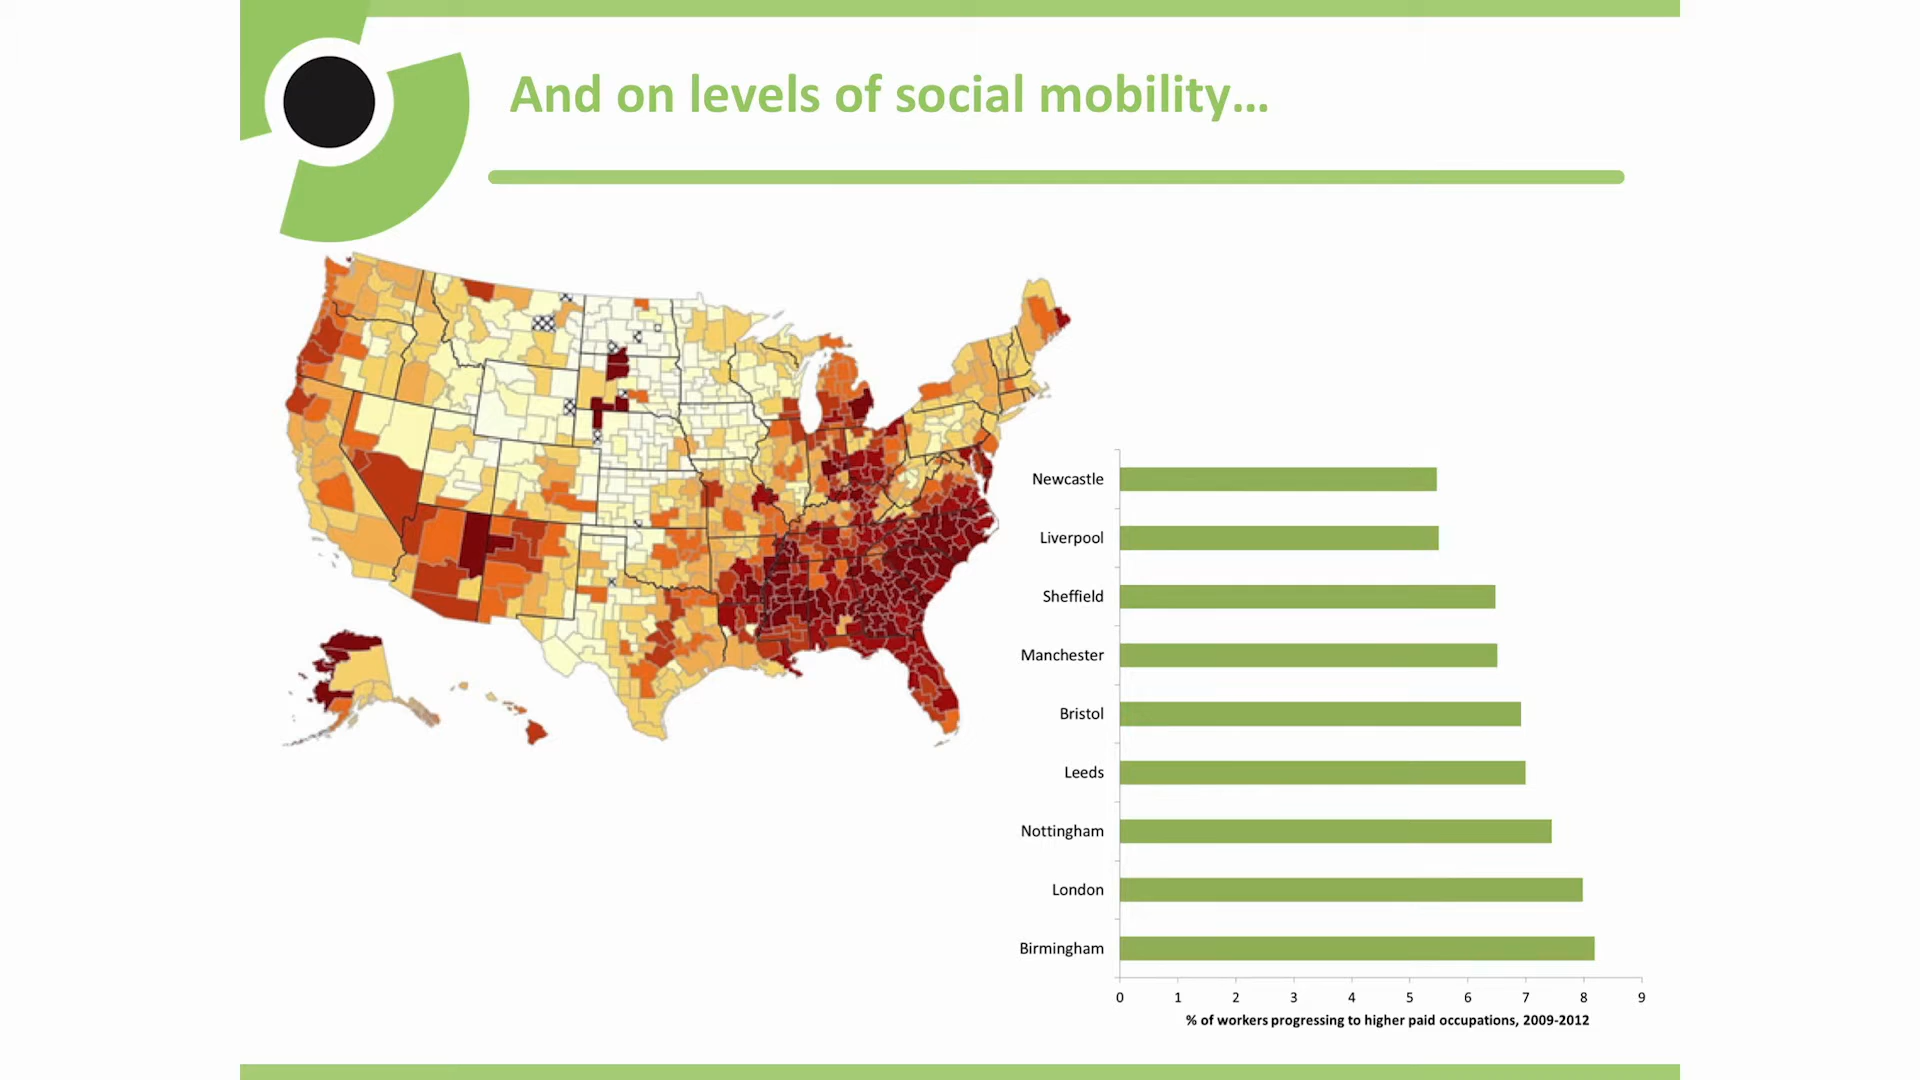 And on levels of social mobility...
Newcastle
Liverpool
Sheffield
Manchester
Bristol
Leeds
Nottingham
London
Birmingham
0 1 2 3 4 5 6 7 8 9
% of workers progressing to higher paid occupations, 2009-2012